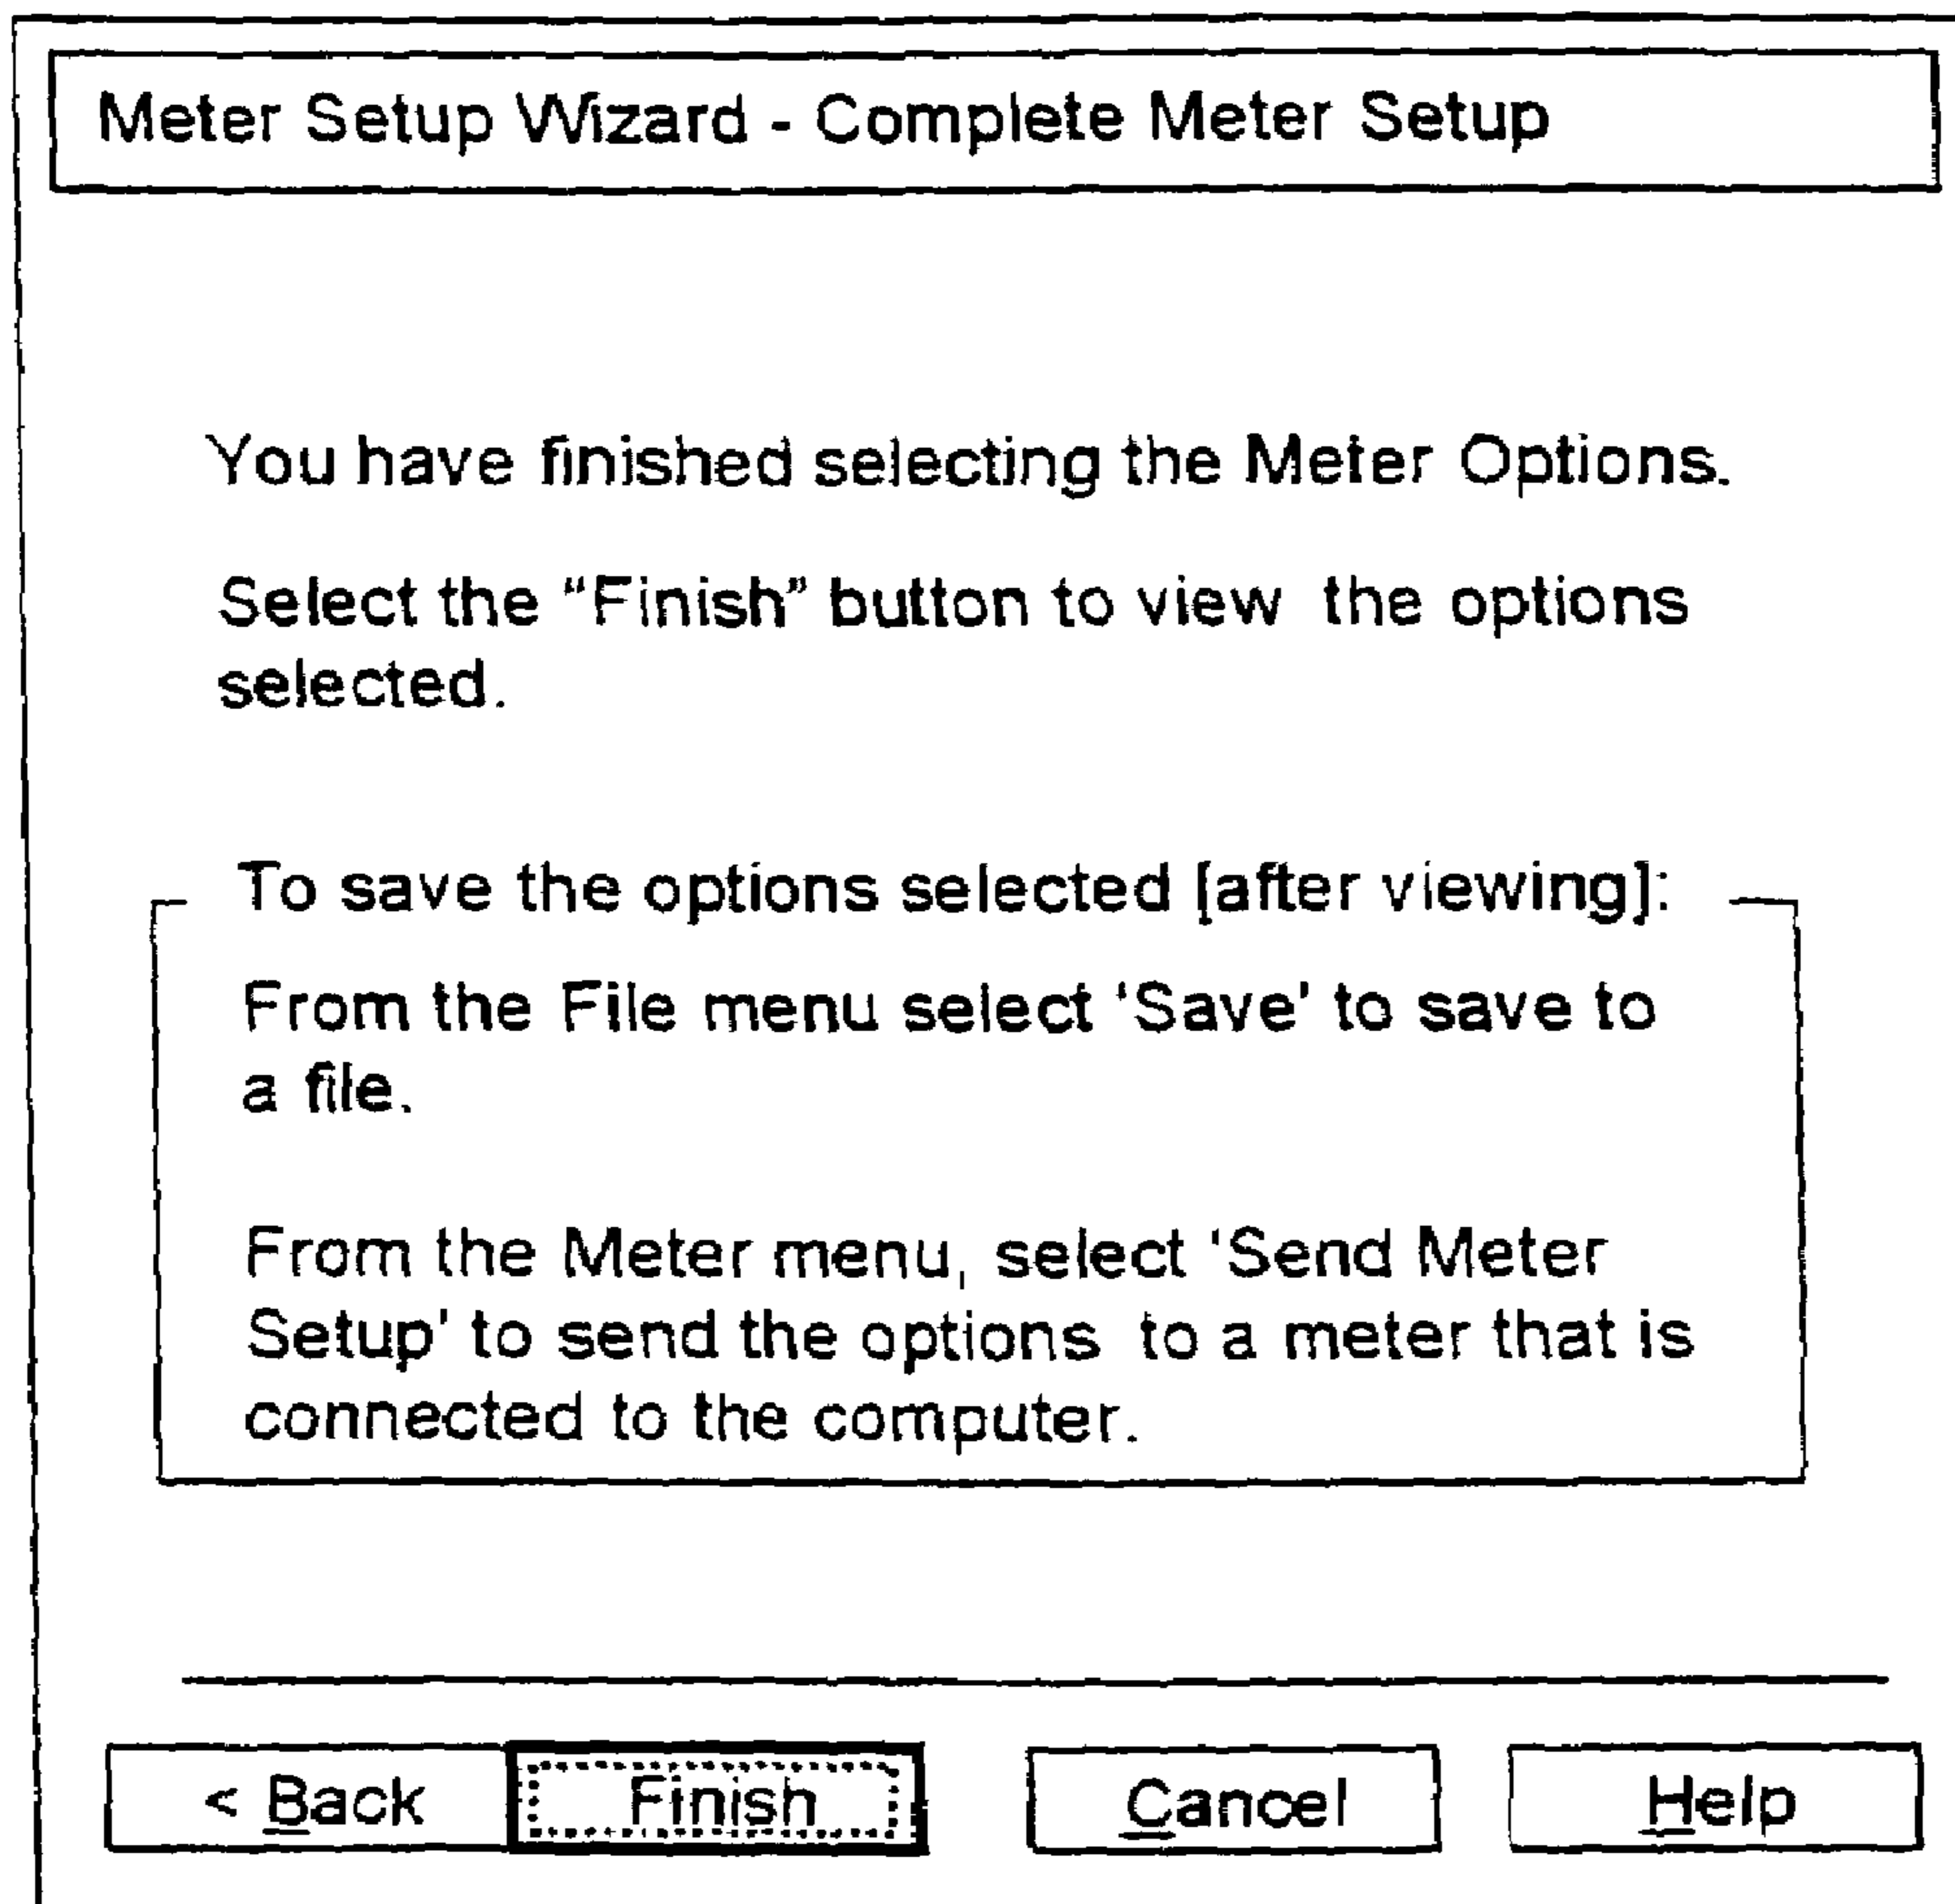 Meter Setup Wizard - Complete Meter Setup
You have finished selecting the Meter Options.
Select the “Finish” button to view the options
selected.
To save the options selected [after viewing]:
From the File menu select ‘Save’ to save to
a file.
From the Meter menu, select ‘Send Meter
Setup’ to send the options to a meter that is
connected to the computer.
< Back Finish Cancel Help